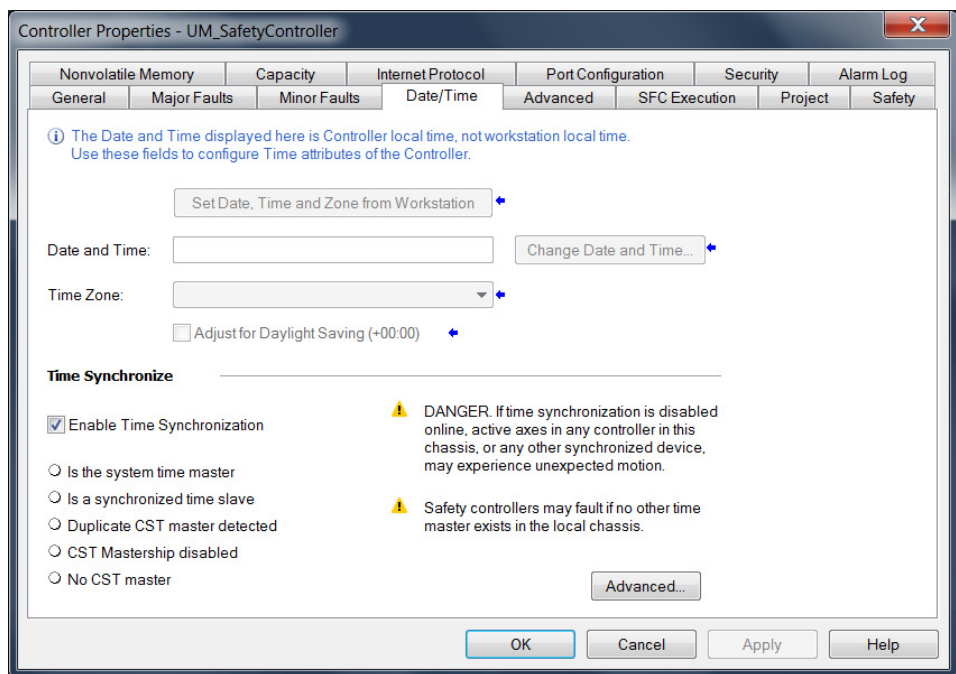 Controller Properties - UM_SafetyController
Nonvolatile Memory Capacity Internet Protocol Port Configuration Security Alarm Log
General Major Faults Minor Faults Date/Time Advanced SFC Execution Project Safety
The Date and Time displayed here is Controller local time, not workstation local time.
Use these fields to configure Time attributes of the Controller.
Set Date, Time and Zone from Workstation
Date and Time:
Change Date and Time...
Time Zone:
Adjust for Daylight Saving (+00:00)
Time Synchronize
Enable Time Synchronization
Is the system time master
Is a synchronized time slave
Duplicate CST master detected
CST Mastership disabled
No CST master
DANGER. If time synchronization is disabled
online, active axes in any controller in this
chassis, or any other synchronized device,
may experience unexpected motion.
Safety controllers may fault if no other time
master exists in the local chassis.
Advanced...
OK Cancel Apply Help